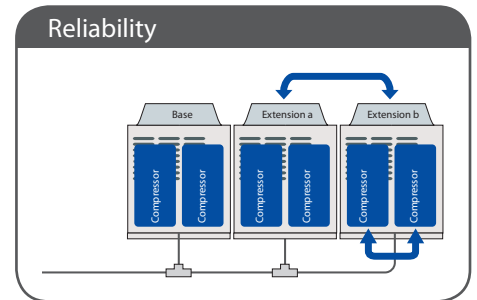 Reliability
Base
Extension a
Extension b
Compressor
Compressor
Compressor
Compressor
Compressor
Compressor